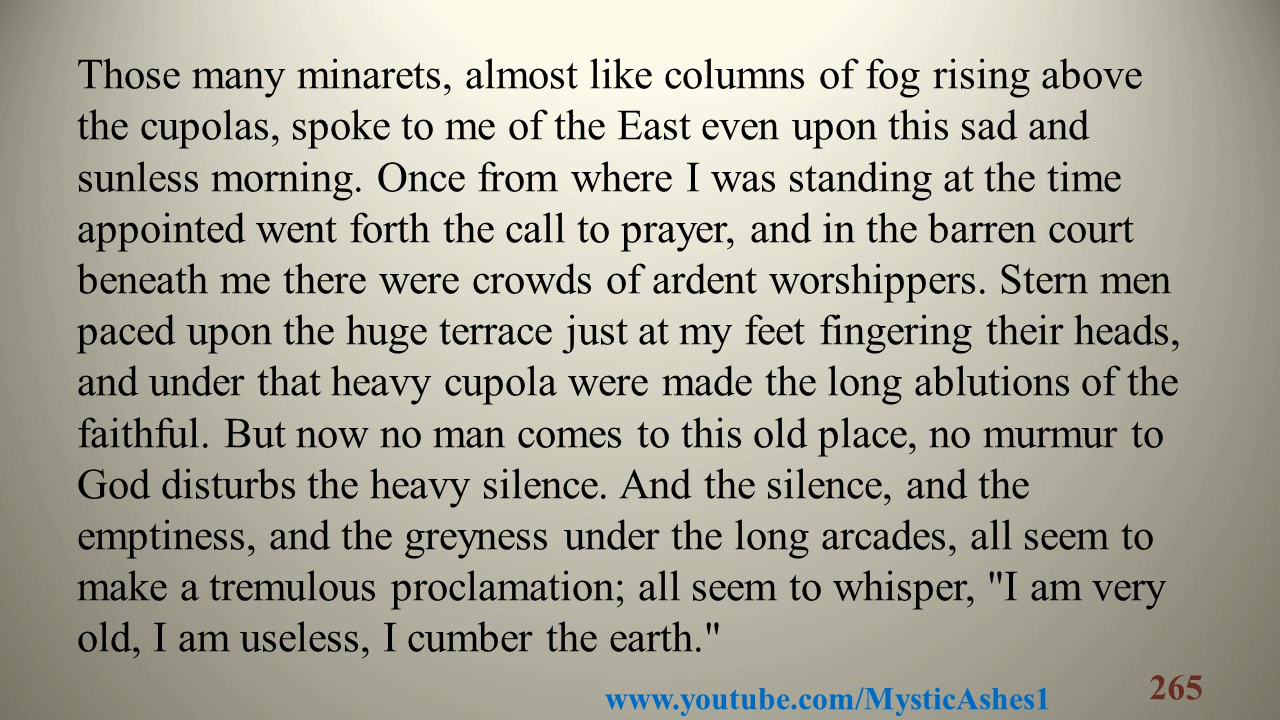 Those many minarets, almost like columns of fog rising above
the cupolas, spoke to me of the East even upon this sad and
sunless morning. Once from where I was standing at the time
appointed went forth the call to prayer, and in the barren court
beneath me there were crowds of ardent worshippers. Stern men
paced upon the huge terrace just at my feet fingering their heads,
and under that heavy cupola were made the long ablutions of the
faithful. But now no man comes to this old place, no murmur to
God disturbs the heavy silence. And the silence, and the
emptiness, and the greyness under the long arcades, all seem to
make a tremulous proclamation; all seem to whisper, "I am very
old, I am useless, I cumber the earth."
www.youtube.com/MysticAshes1
265